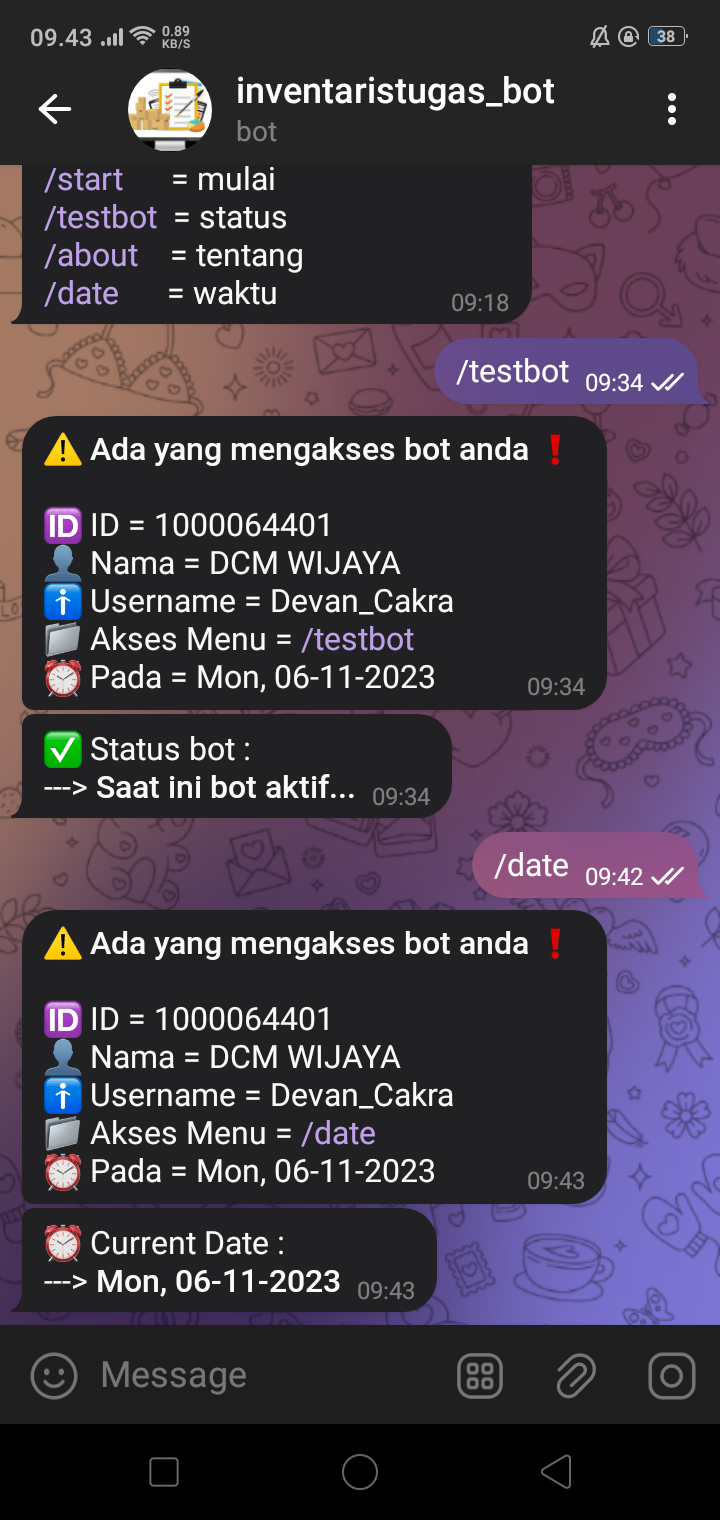 09.43 0.89 KB/S 38
inventaristugas_bot
bot
/start = mulai
/testbot = status
/about = tentang
/date = waktu 09:18
/testbot 09:34
⚠️ Ada yang mengakses bot anda ❗
🆔 ID = 1000064401
👤 Nama = DCM WIJAYA
🚹 Username = Devan_Cakra
📁 Akses Menu = /testbot
⏰ Pada = Mon, 06-11-2023 09:34
✅ Status bot :
---> Saat ini bot aktif... 09:34
/date 09:42
⚠️ Ada yang mengakses bot anda ❗
🆔 ID = 1000064401
👤 Nama = DCM WIJAYA
🚹 Username = Devan_Cakra
📁 Akses Menu = /date
⏰ Pada = Mon, 06-11-2023 09:43
⏰ Current Date :
---> Mon, 06-11-2023 09:43
Message